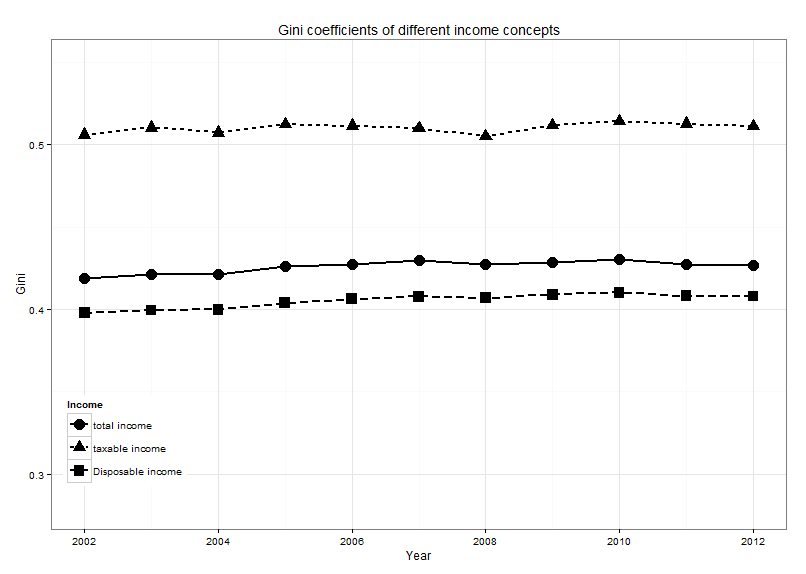 Gini coefficients of different income concepts
0.5
0.4
0.3
Gini
Income
total income
taxable income
Disposable income
2002 2004 2006 2008 2010 2012
Year